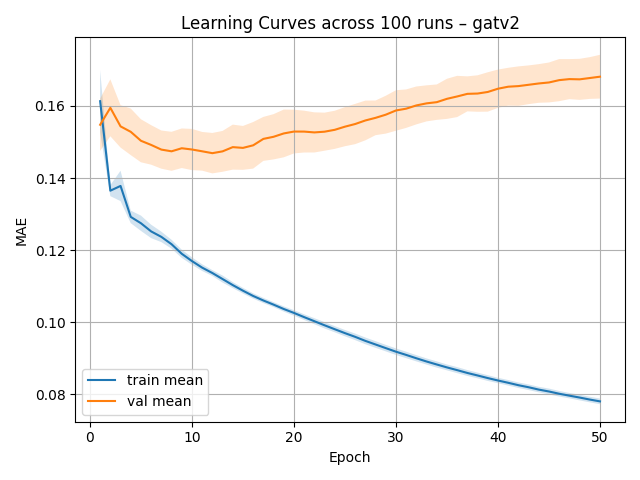 Learning Curves across 100 runs – gatv2
MAE
0.16
0.14
0.12
0.10
0.08
train mean
val mean
0 10 20 30 40 50
Epoch